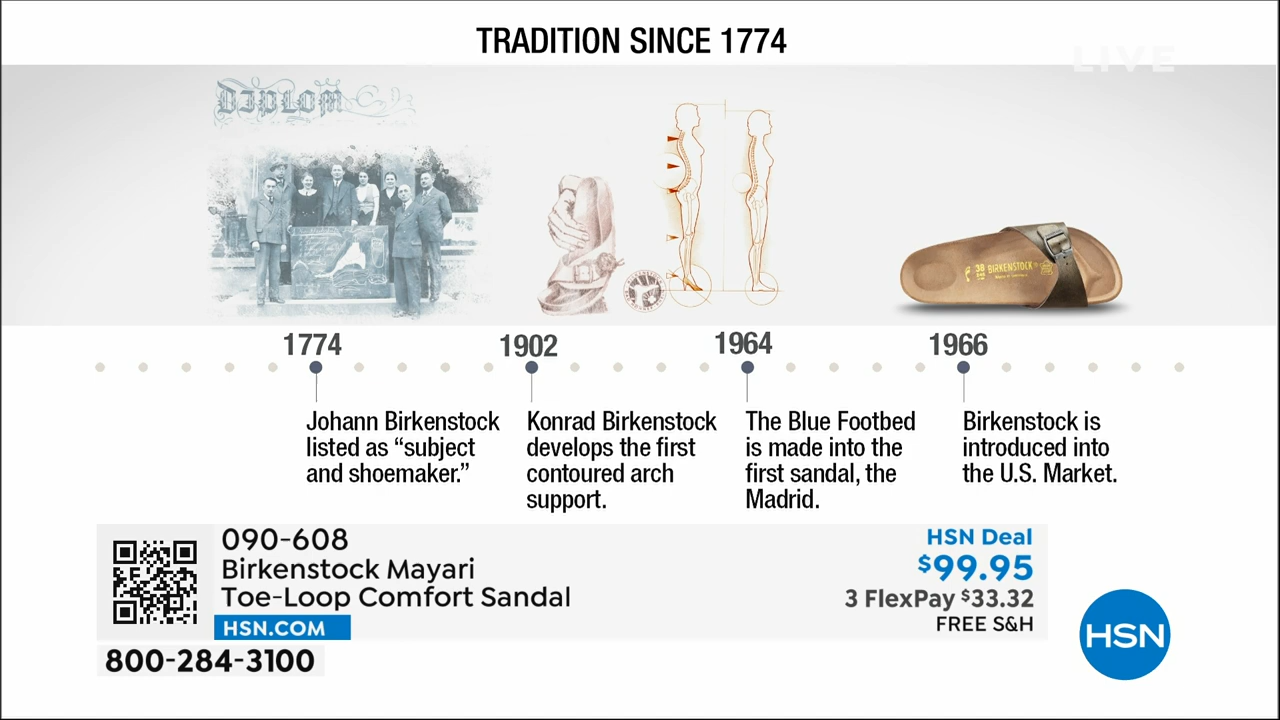 TRADITION SINCE 1774
LIVE
Diplom
38
BIRKENSTOCK
1774
1902
1964
1966
Johann Birkenstock
listed as “subject
and shoemaker.”
Konrad Birkenstock
develops the first
contoured arch
support.
The Blue Footbed
is made into the
first sandal, the
Madrid.
Birkenstock is
introduced into
the U.S. Market.
090-608
Birkenstock Mayari
Toe-Loop Comfort Sandal
HSN.COM
800-284-3100
HSN Deal
$99.95
3 FlexPay $33.32
FREE S&H
HSN